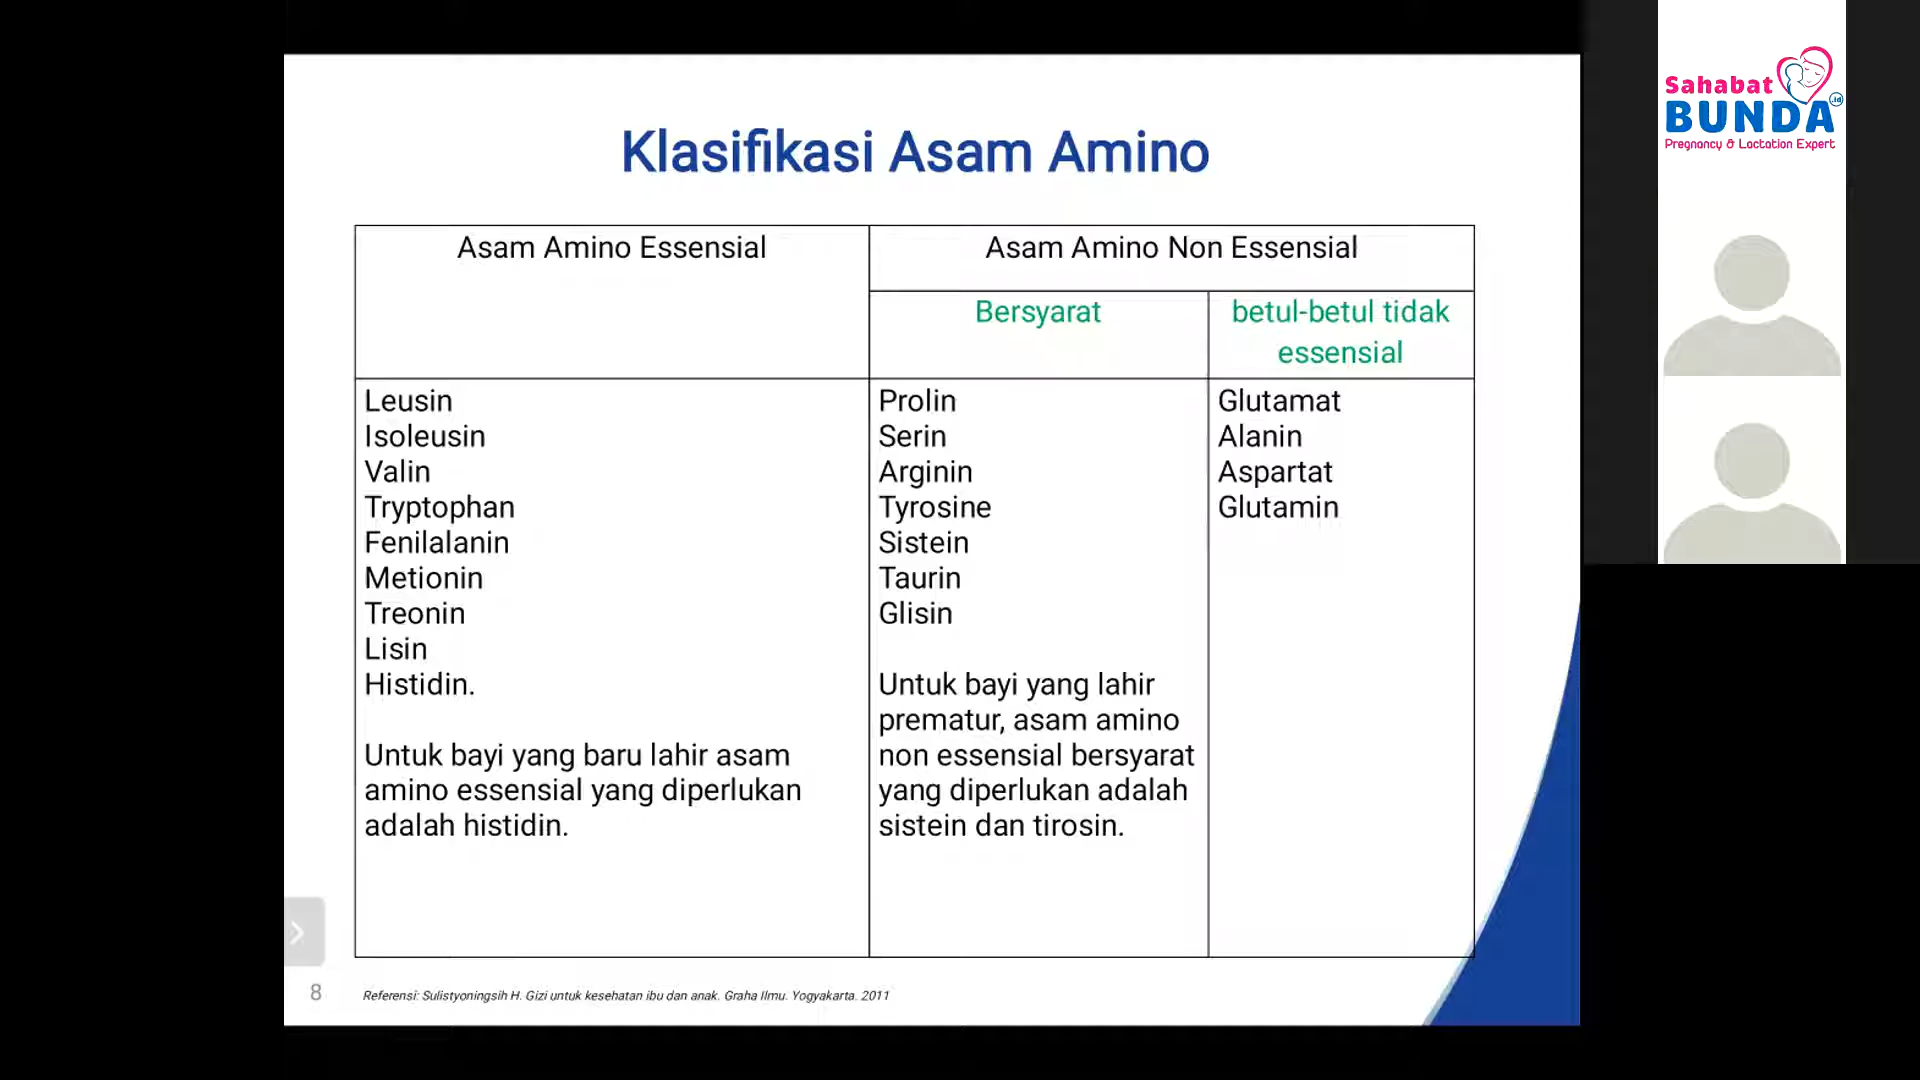 Klasifikasi Asam Amino
Asam Amino Essensial
Asam Amino Non Essensial
Bersyarat
betul-betul tidak
essensial
Leusin
Isoleusin
Valin
Tryptophan
Fenilalanin
Metionin
Treonin
Lisin
Histidin.
Untuk bayi yang baru lahir asam
amino essensial yang diperlukan
adalah histidin.
Prolin
Serin
Arginin
Tyrosine
Sistein
Taurin
Glisin
Untuk bayi yang lahir
prematur, asam amino
non essensial bersyarat
yang diperlukan adalah
sistein dan tirosin.
Glutamat
Alanin
Aspartat
Glutamin
8
Referensi: Sulistyoningsih H. Gizi untuk kesehatan ibu dan anak. Graha Ilmu. Yogyakarta. 2011
Sahabat
BUNDA.id
Pregnancy & Lactation Expert